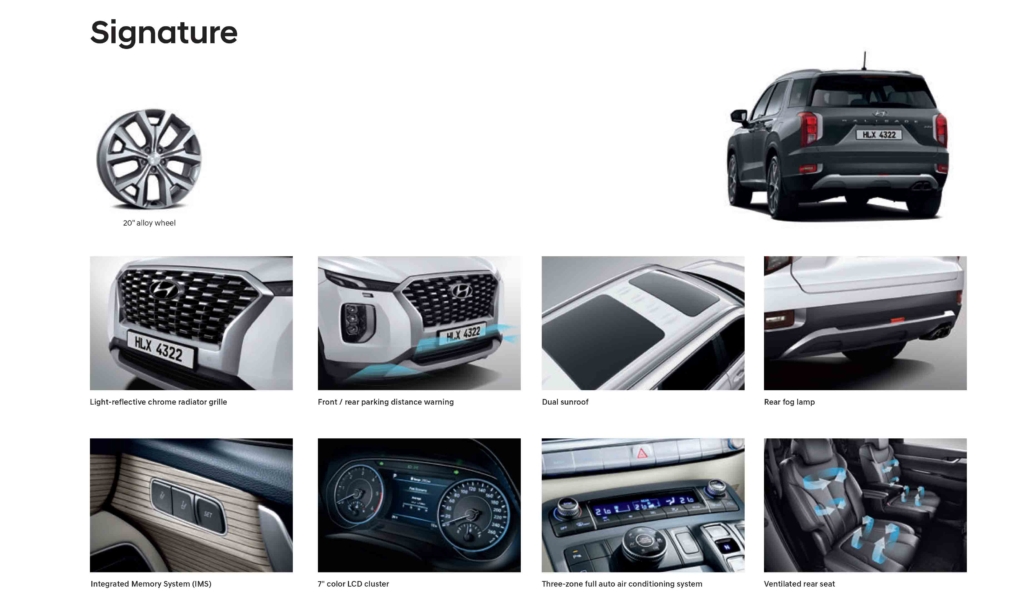 Signature
HLX 4322
20" alloy wheel
HLX 4322
HLX 4322
Light-reflective chrome radiator grille
Front / rear parking distance warning
Dual sunroof
Rear fog lamp
SET
Integrated Memory System (IMS)
7" color LCD cluster
Three-zone full auto air conditioning system
Ventilated rear seat